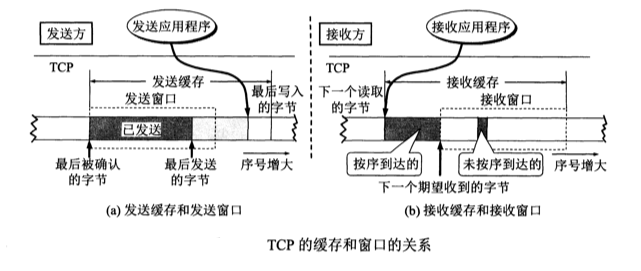 发送方
发送应用程序
TCP
发送缓存
发送窗口
最后写入
的字节
已发送
最后被确认
的字节
最后发送
的字节
序号增大
(a) 发送缓存和发送窗口
接收方
接收应用程序
TCP
接收缓存
下一个读取
的字节
接收窗口
按序到达的
未按序到达的
序号增大
下一个期望收到的字节
(b) 接收缓存和接收窗口
TCP 的缓存和窗口的关系